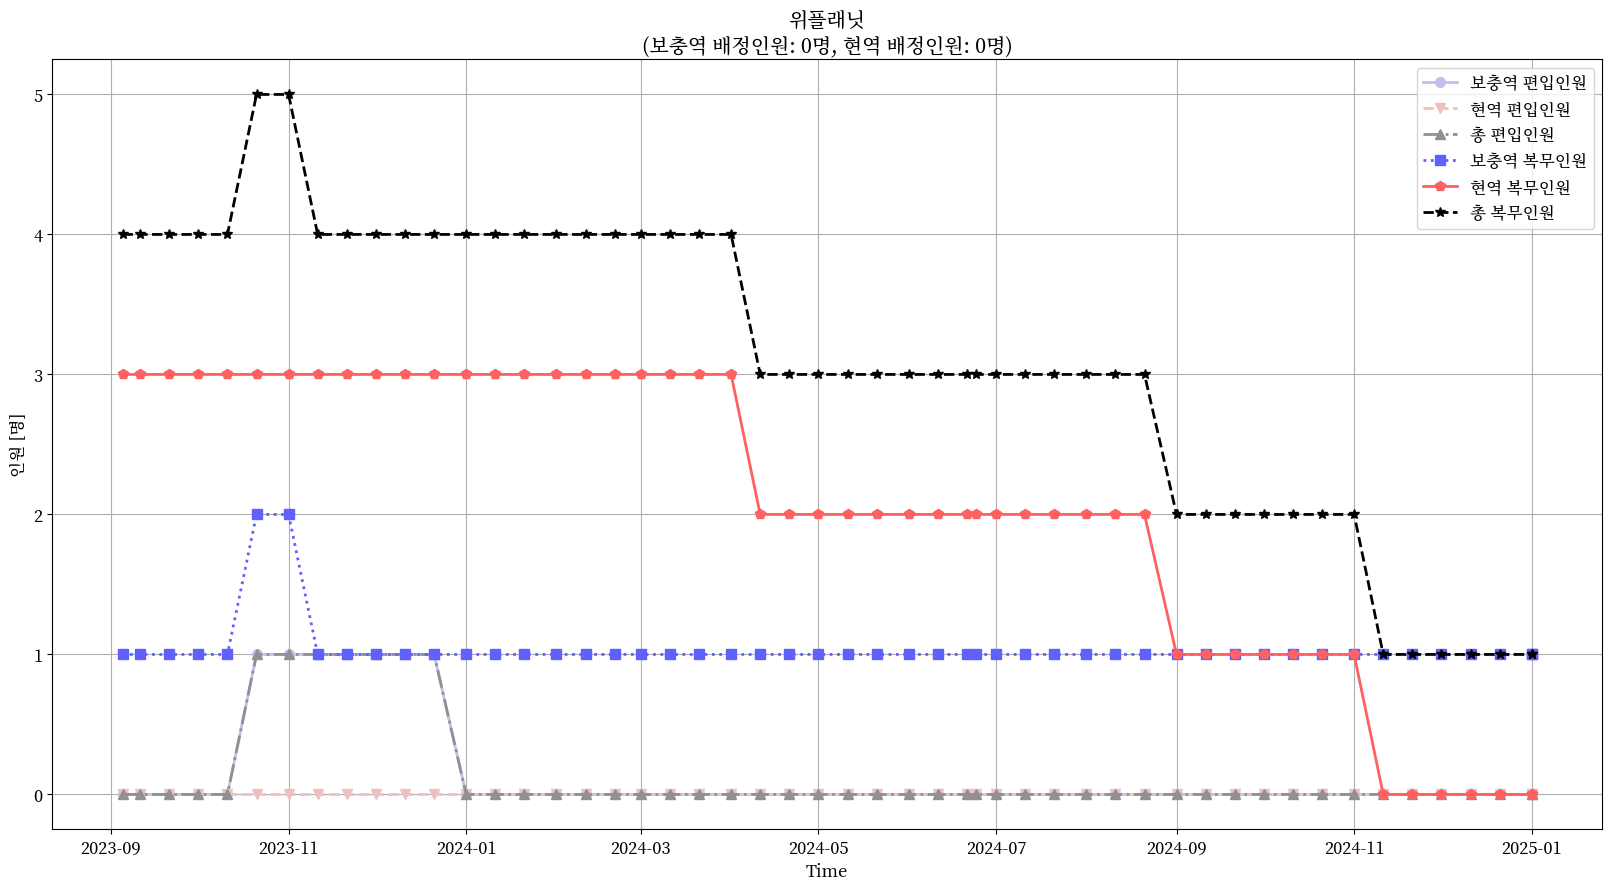 위플래닛
(보충역 배정인원: 0명, 현역 배정인원: 0명)
보충역 편입인원
현역 편입인원
총 편입인원
보충역 복무인원
현역 복무인원
총 복무인원
인원 [명]
5
4
3
2
1
0
2023-09
2023-11
2024-01
2024-03
2024-05
2024-07
2024-09
2024-11
2025-01
Time